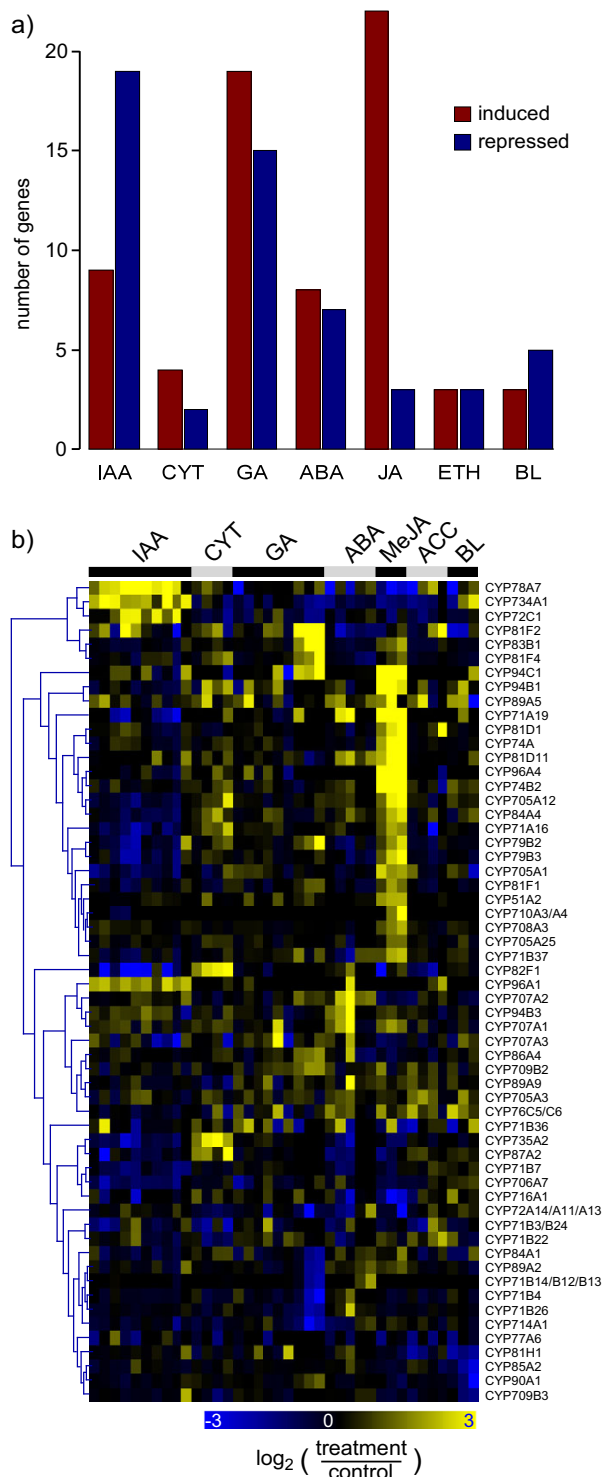 a)
20
15
10
5
0
number of genes
induced
repressed
IAA CYT GA ABA JA ETH BL
b)
IAA CYT GA ABA MeJA ACC BL
CYP78A7
CYP734A1
CYP72C1
CYP81F2
CYP83B1
CYP81F4
CYP94C1
CYP94B1
CYP89A5
CYP71A19
CYP81D1
CYP74A
CYP81D11
CYP96A4
CYP74B2
CYP705A12
CYP84A4
CYP71A16
CYP79B2
CYP79B3
CYP705A1
CYP81F1
CYP51A2
CYP710A3/A4
CYP708A3
CYP705A25
CYP71B37
CYP82F1
CYP96A1
CYP707A2
CYP94B3
CYP707A1
CYP707A3
CYP86A4
CYP709B2
CYP89A9
CYP705A3
CYP76C5/C6
CYP71B36
CYP735A2
CYP87A2
CYP71B7
CYP706A7
CYP716A1
CYP72A14/A11/A13
CYP71B3/B24
CYP71B22
CYP84A1
CYP89A2
CYP71B14/B12/B13
CYP71B4
CYP71B26
CYP714A1
CYP77A6
CYP81H1
CYP85A2
CYP90A1
CYP709B3
-3 0 3
log2 ( treatment
control )